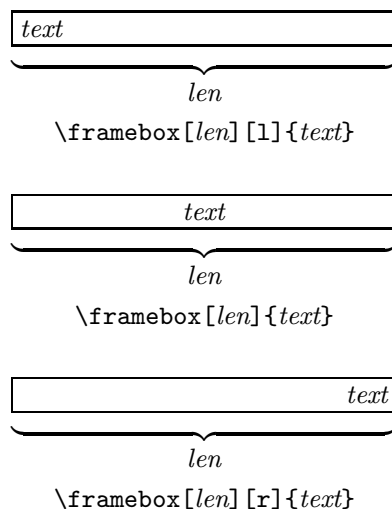 text
len
\framebox[len][l]{text}
text
len
\framebox[len]{text}
text
len
\framebox[len][r]{text}